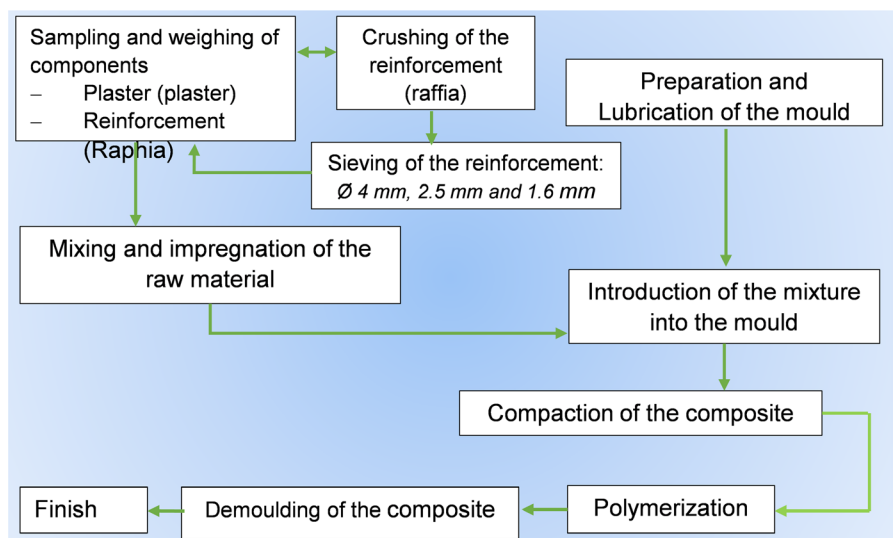 Sampling and weighing of
components
– Plaster (plaster)
– Reinforcement
(Raphia)
Crushing of the
reinforcement
(raffia)
Preparation and
Lubrication of the mould
Sieving of the reinforcement:
Ø 4 mm, 2.5 mm and 1.6 mm
Mixing and impregnation of the
raw material
Introduction of the mixture
into the mould
Compaction of the composite
Polymerization
Demoulding of the composite
Finish